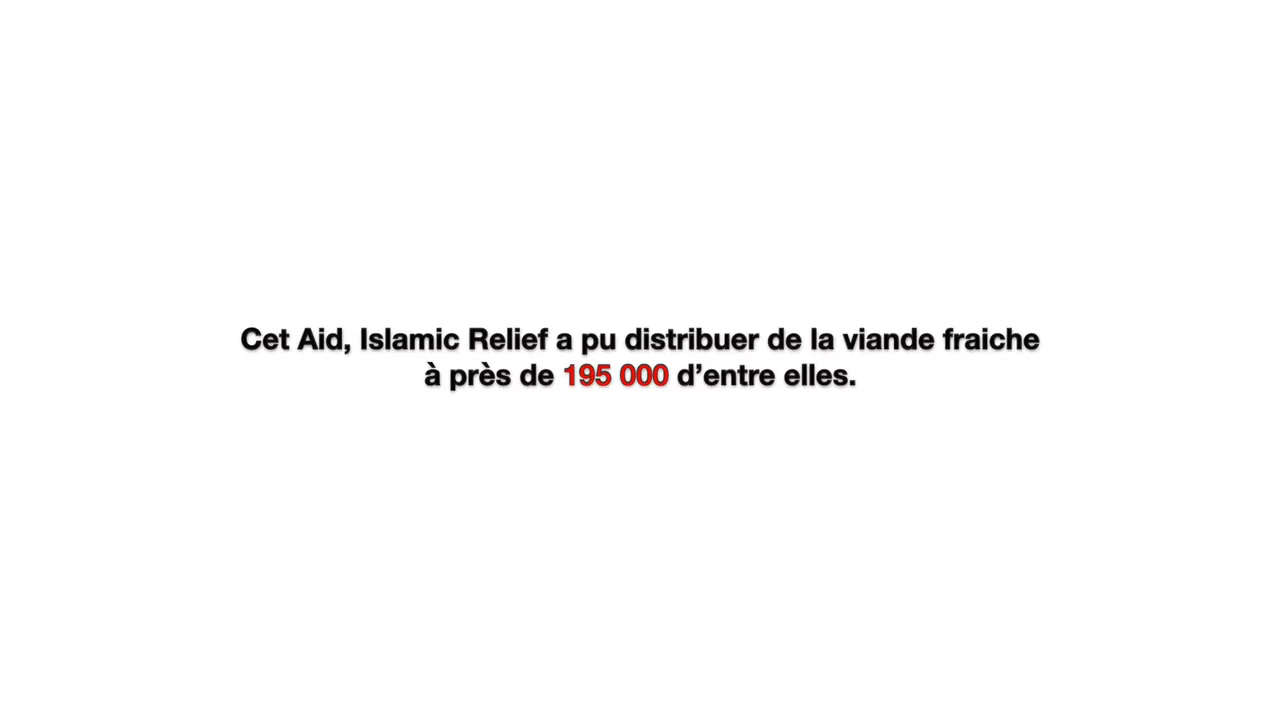 Cet Aid, Islamic Relief a pu distribuer de la viande fraiche
à près de 195 000 d’entre elles.